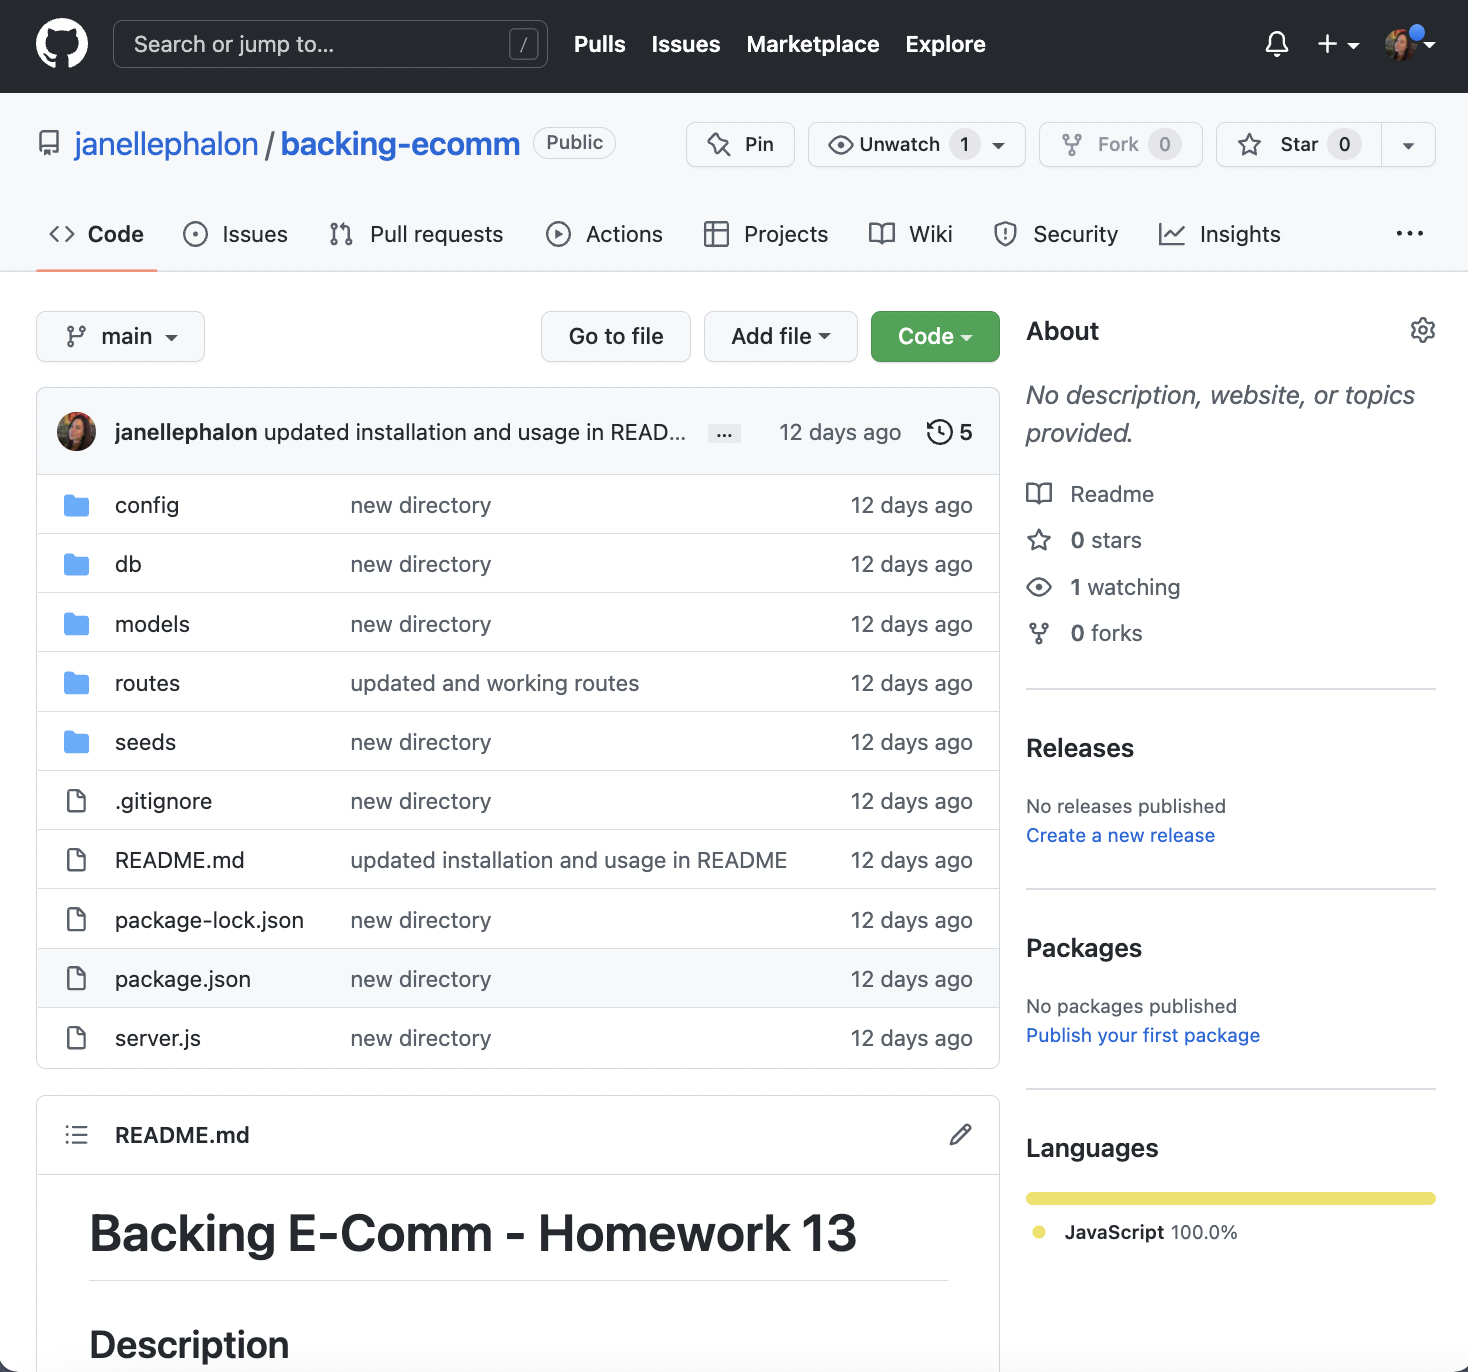 Search or jump to... /
Pulls Issues Marketplace Explore
janellephalon / backing-ecomm Public
Pin Unwatch 1 Fork 0 Star 0
Code Issues Pull requests Actions Projects Wiki Security Insights ...
main Go to file Add file Code
janellephalon updated installation and usage in READ... ... 12 days ago 5
config new directory 12 days ago
db new directory 12 days ago
models new directory 12 days ago
routes updated and working routes 12 days ago
seeds new directory 12 days ago
.gitignore new directory 12 days ago
README.md updated installation and usage in README 12 days ago
package-lock.json new directory 12 days ago
package.json new directory 12 days ago
server.js new directory 12 days ago
README.md
Backing E-Comm - Homework 13
Description
About
No description, website, or topics
provided.
Readme
0 stars
1 watching
0 forks
Releases
No releases published
Create a new release
Packages
No packages published
Publish your first package
Languages
JavaScript 100.0%